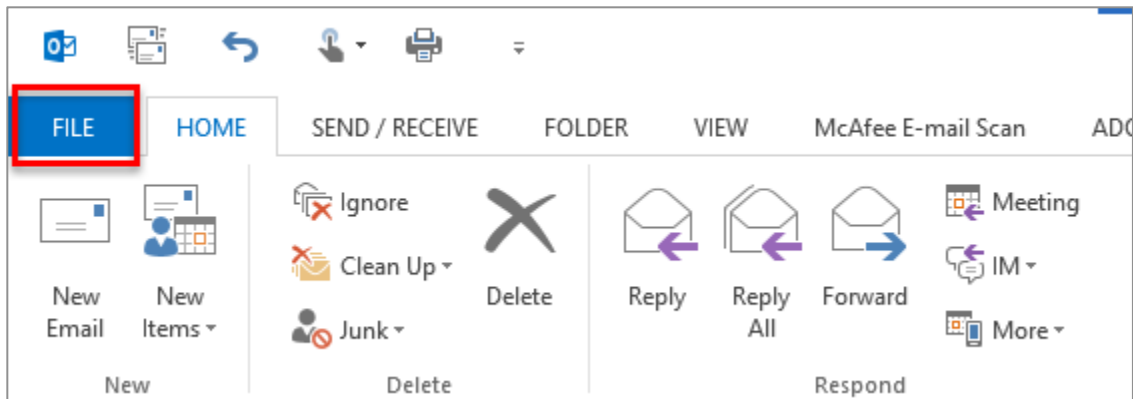 FILE HOME SEND / RECEIVE FOLDER VIEW McAfee E-mail Scan
New Email
New Items
New
Ignore
Clean Up
Junk
Delete
Delete
Reply
Reply All
Forward
Meeting
IM
More
Respond